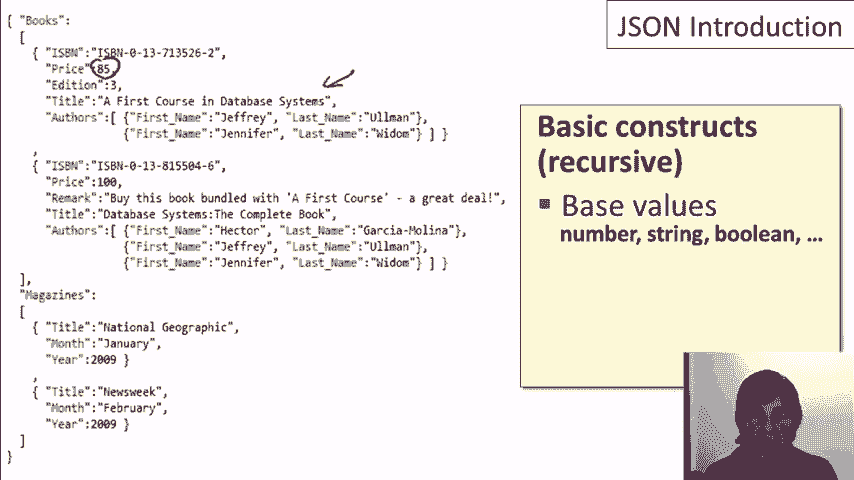 JSON Introduction
{ "Books":
[
{ "ISBN":"ISBN-0-13-713526-2",
"Price":85,
"Edition":3,
"Title":"A First Course in Database Systems",
"Authors":[ {"First_Name":"Jeffrey", "Last_Name":"Ullman"},
{"First_Name":"Jennifer", "Last_Name":"Widom"} ] }
,
{ "ISBN":"ISBN-0-13-815504-6",
"Price":100,
"Remark":"Buy this book bundled with 'A First Course' - a great deal!",
"Title":"Database Systems:The Complete Book",
"Authors":[ {"First_Name":"Hector", "Last_Name":"Garcia-Molina"},
{"First_Name":"Jeffrey", "Last_Name":"Ullman"},
{"First_Name":"Jennifer", "Last_Name":"Widom"} ] }
],
"Magazines":
[
{ "Title":"National Geographic",
"Month":"January",
"Year":2009 }
,
{ "Title":"Newsweek",
"Month":"February",
"Year":2009 }
]
}
Basic constructs
(recursive)
▪ Base values
number, string, boolean, …